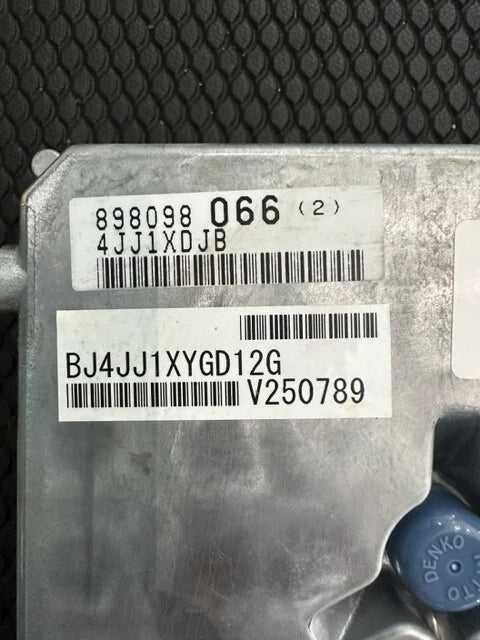 898098 066 (2)
4JJ1XDJB
BJ4JJ1XYGD12G
V250789
DENKO